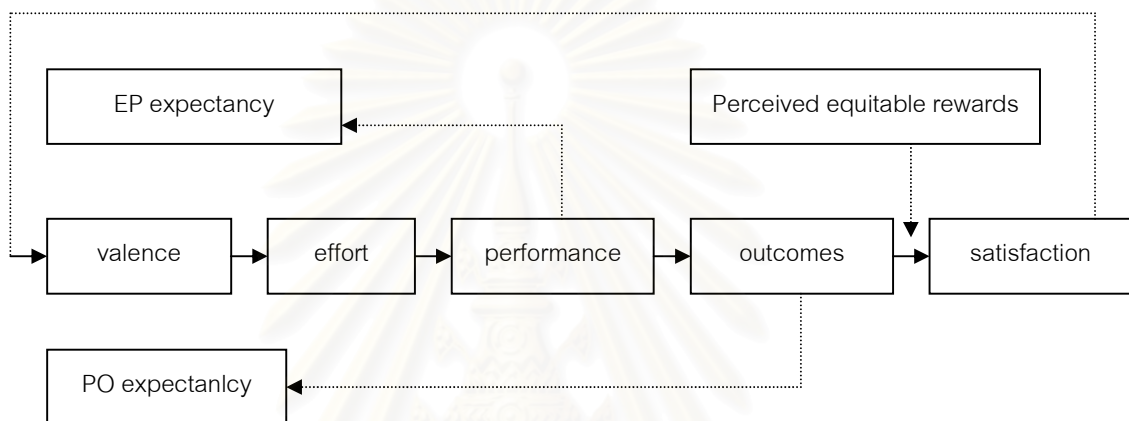 EP expectancy
Perceived equitable rewards
valence
effort
performance
outcomes
satisfaction
PO expectanlcy